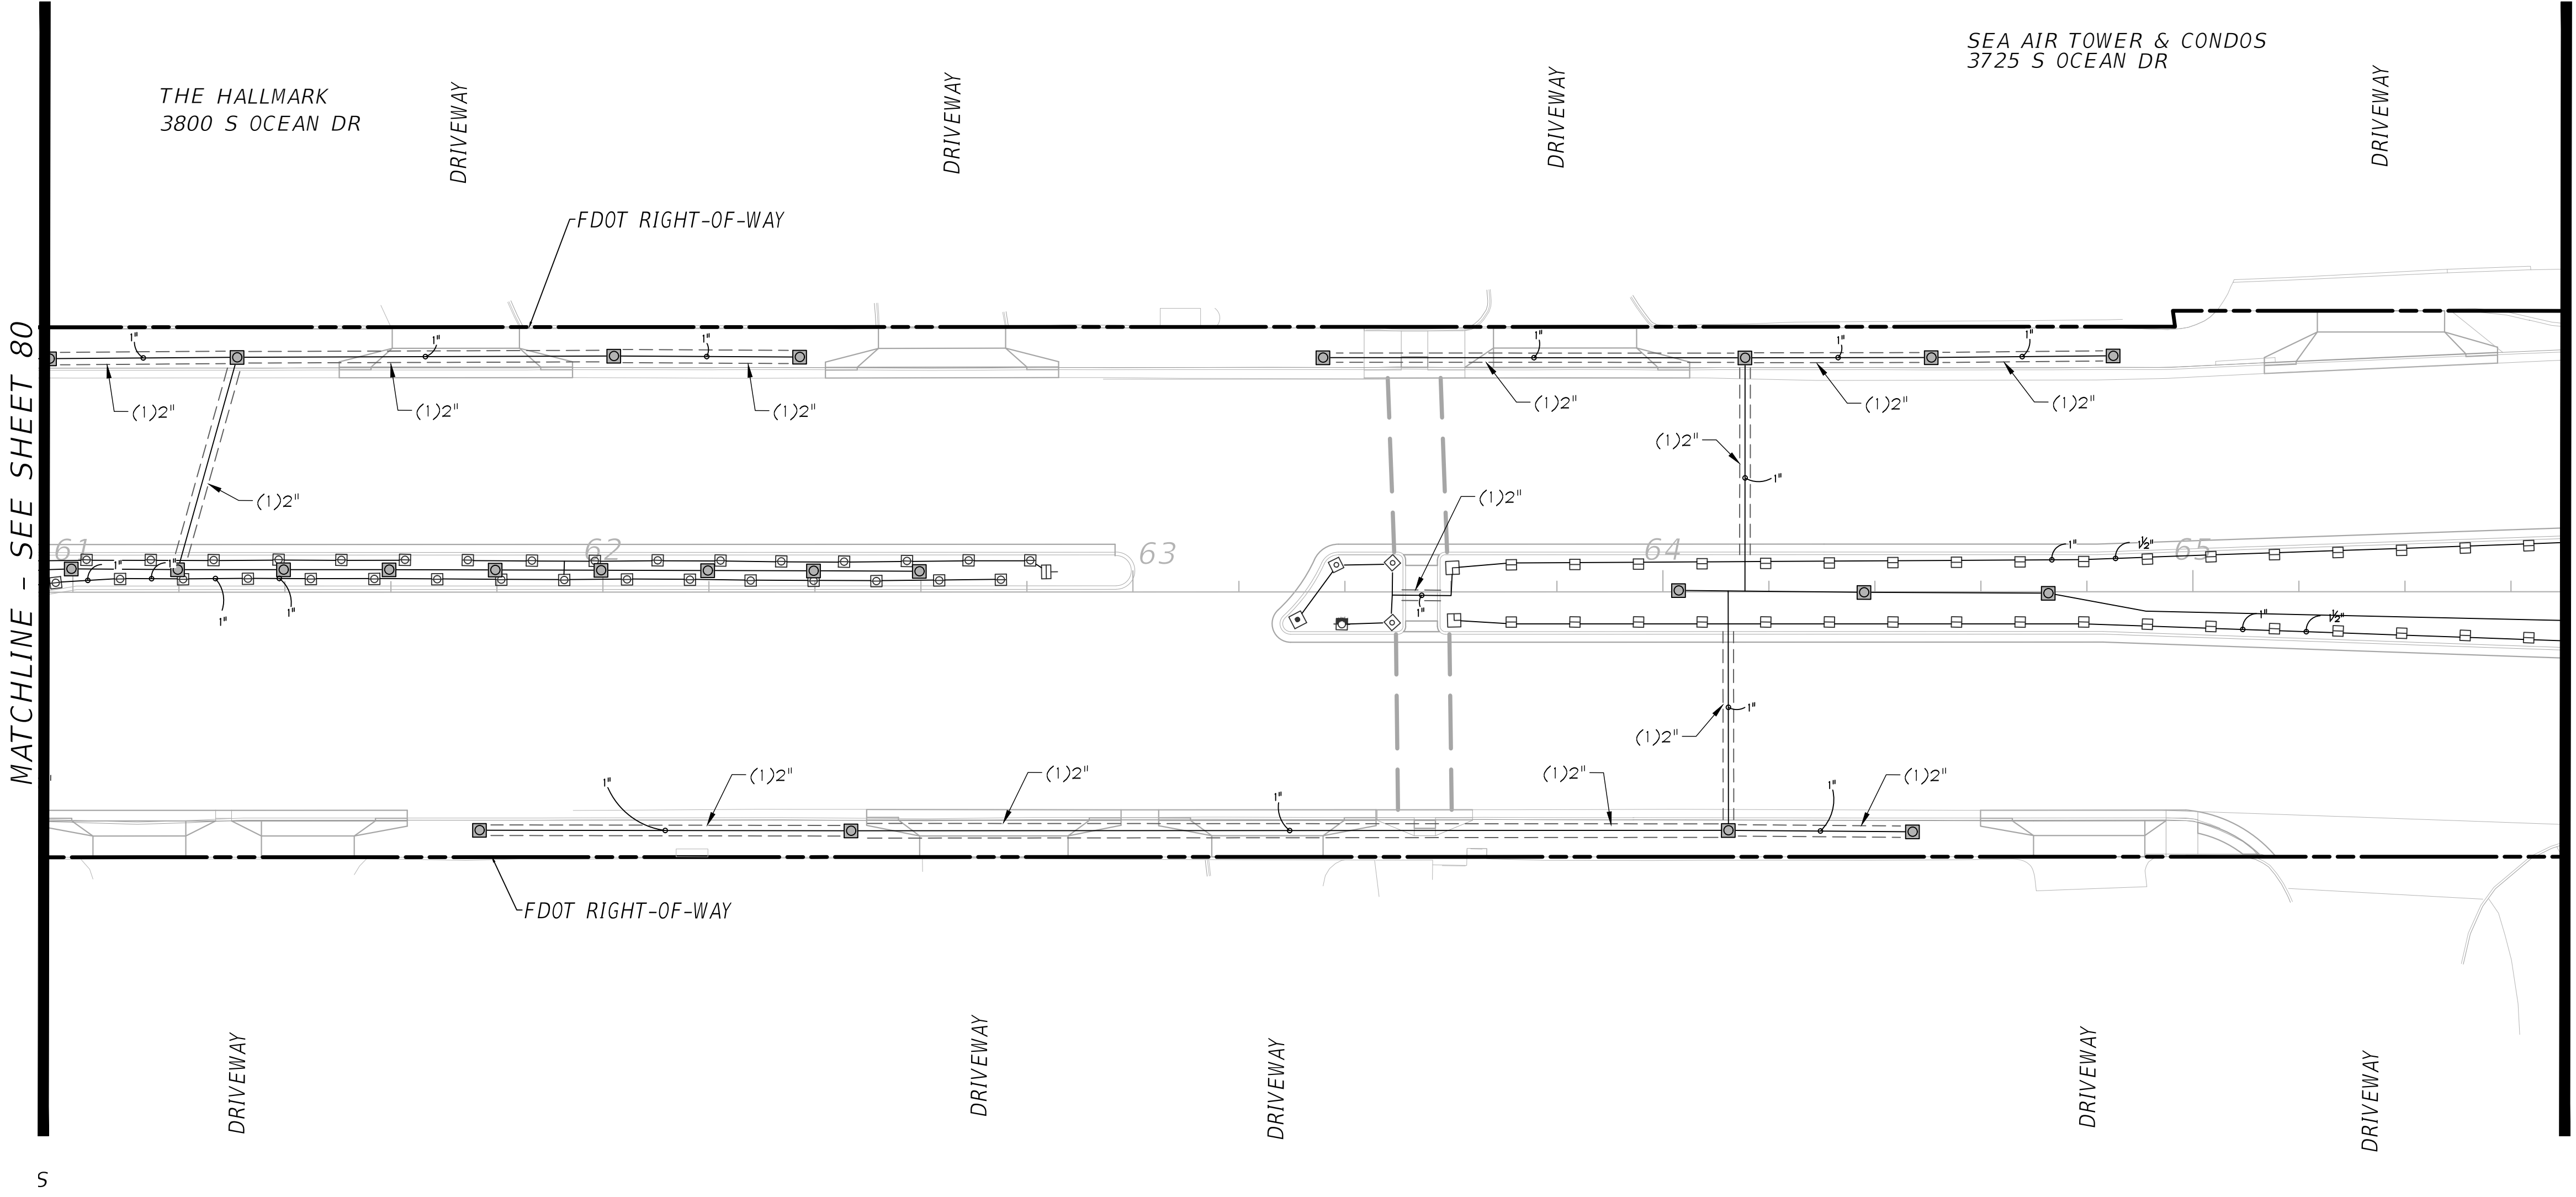 SEA AIR TOWER & CONDOS
3725 S OCEAN DR
THE HALLMARK
3800 S OCEAN DR
DRIVEWAY
DRIVEWAY
DRIVEWAY
DRIVEWAY
FDOT RIGHT-OF-WAY
MATCHLINE - SEE SHEET 80
1"
1"
1"
1"
1"
1"
(1)2"
(1)2"
(1)2"
(1)2"
(1)2"
(1)2"
(1)2"
(1)2"
1"
(1)2"
61
62
63
64
65
1"
1"
1"
1½"
1"
1"
1"
1"
1½"
1"
(1)2"
1"
(1)2"
(1)2"
1"
(1)2"
1"
(1)2"
FDOT RIGHT-OF-WAY
DRIVEWAY
DRIVEWAY
DRIVEWAY
DRIVEWAY
DRIVEWAY
S